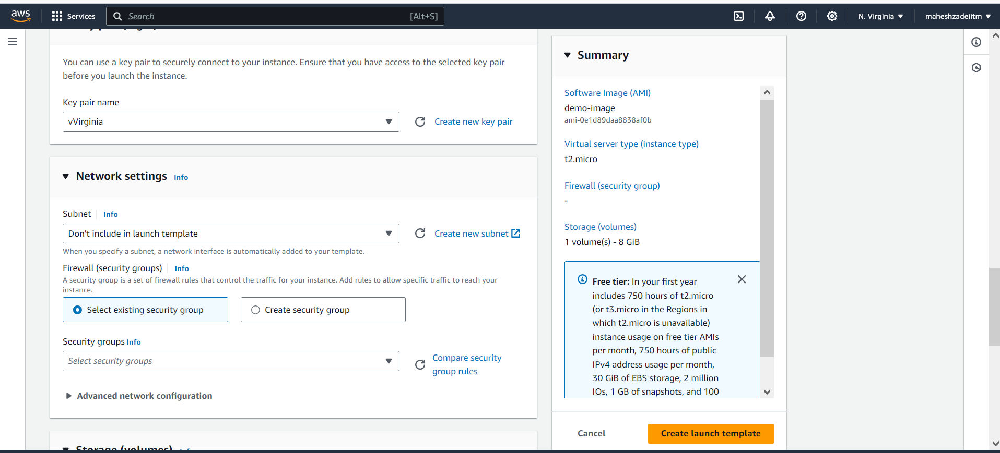 aws
Services
Search
[Alt+S]
N. Virginia
maheshzadeiitm
You can use a key pair to securely connect to your instance. Ensure that you have access to the selected key pair
before you launch the instance.
Key pair name
vVirginia
Create new key pair
Network settings Info
Subnet Info
Don't include in launch template
Create new subnet
When you specify a subnet, a network interface is automatically added to your template.
Firewall (security groups) Info
A security group is a set of firewall rules that control the traffic for your instance. Add rules to allow specific traffic to reach your
instance.
Select existing security group
Create security group
Security groups Info
Select security groups
Compare security
group rules
Advanced network configuration
Storage (volumes)
Summary
Software Image (AMI)
demo-image
ami-0e1d89daa8838af0b
Virtual server type (instance type)
t2.micro
Firewall (security group)
-
Storage (volumes)
1 volume(s) - 8 GiB
Free tier: In your first year
includes 750 hours of t2.micro
(or t3.micro in the Regions in
which t2.micro is unavailable)
instance usage on free tier AMIs
per month, 750 hours of public
IPv4 address usage per month,
30 GiB of EBS storage, 2 million
IOs, 1 GB of snapshots, and 100
Cancel
Create launch template